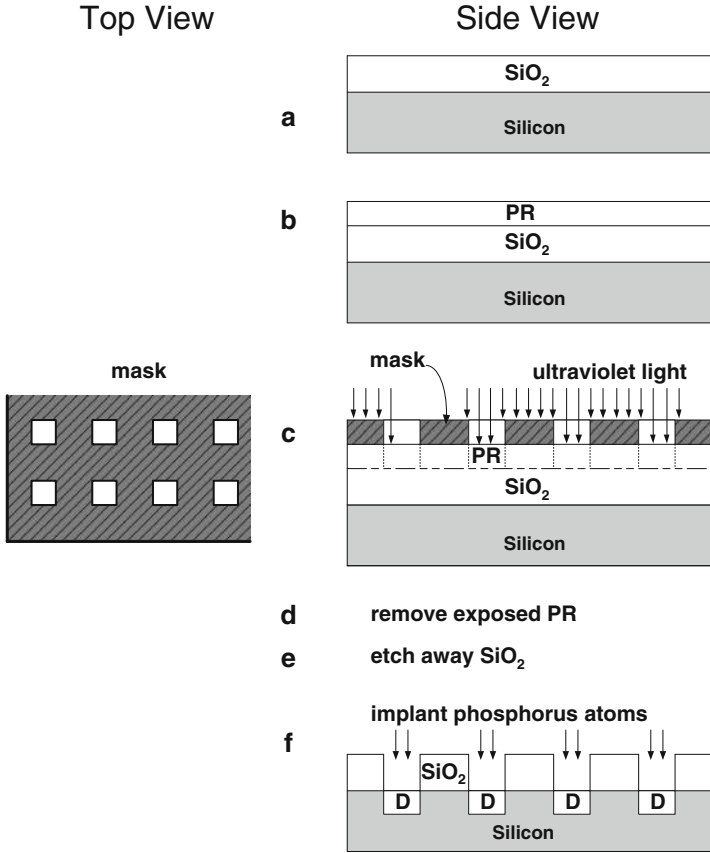 Top View
Side View
a
SiO2
Silicon
b
PR
SiO2
Silicon
mask
mask
ultraviolet light
c
PR
SiO2
Silicon
d
remove exposed PR
e
etch away SiO2
f
implant phosphorus atoms
SiO2
D D D D
Silicon